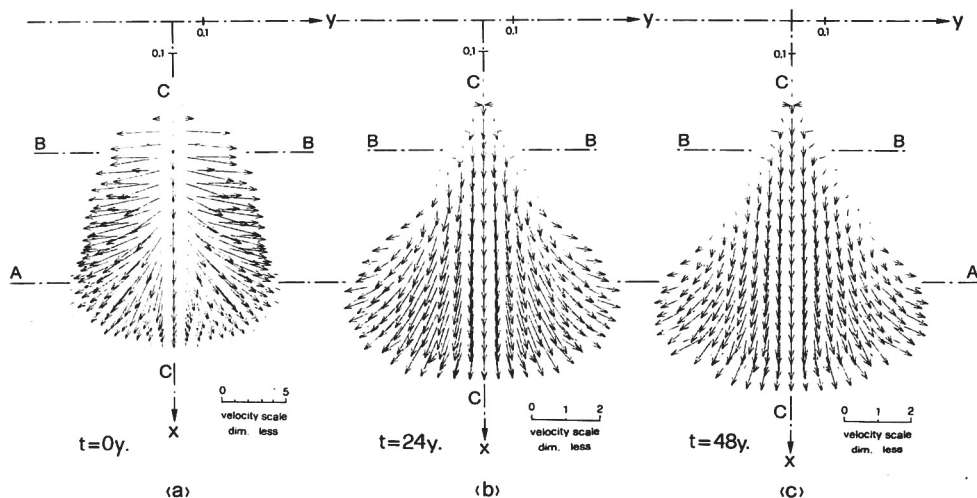 0.1 y 0.1 y 0.1 y
0.1 0.1 0.1
C C C
B B B B B B
A A
C C C
0 5 0 1 2 0 1 2
velocity scale velocity scale velocity scale
dim. less dim. less dim. less
t=0y. x t=24y. x t=48y. x
(a) (b) (c)